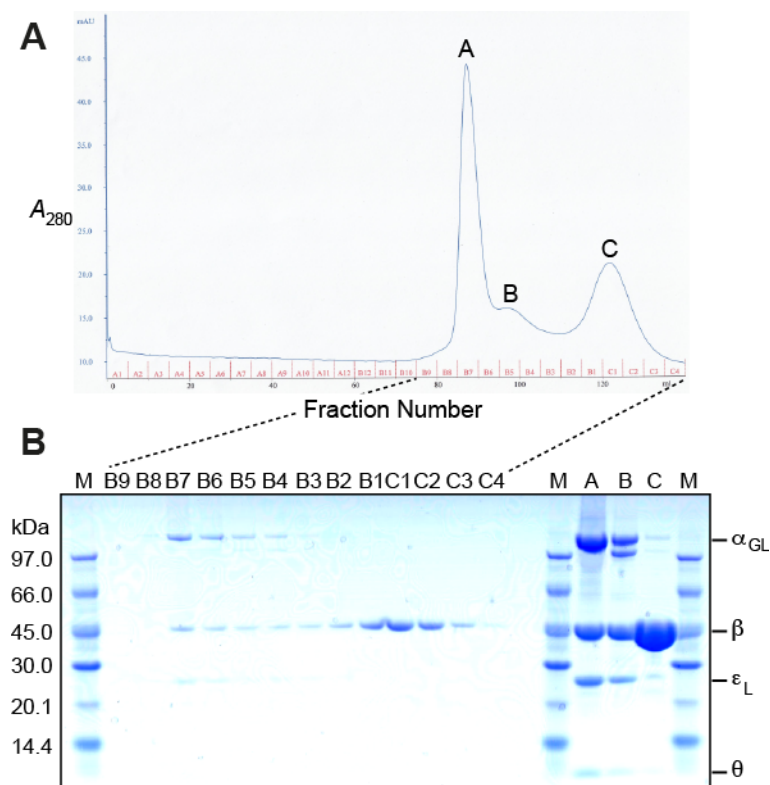 A
mAU
45.0
40.0
35.0
30.0
25.0
20.0
15.0
10.0
A280
A
B
C
A1 A2 A3 A4 A5 A6 A7 A8 A9 A10 A11 A12 B12 B11 B10 B9 B8 B7 B6 B5 B4 B3 B2 B1 C1 C2 C3 C4
0 20 40 60 80 100 120 ml
Fraction Number
B
M B9 B8 B7 B6 B5 B4 B3 B2 B1 C1 C2 C3 C4 M A B C M
kDa
97.0
66.0
45.0
30.0
20.1
14.4
αGL
β
εL
θ